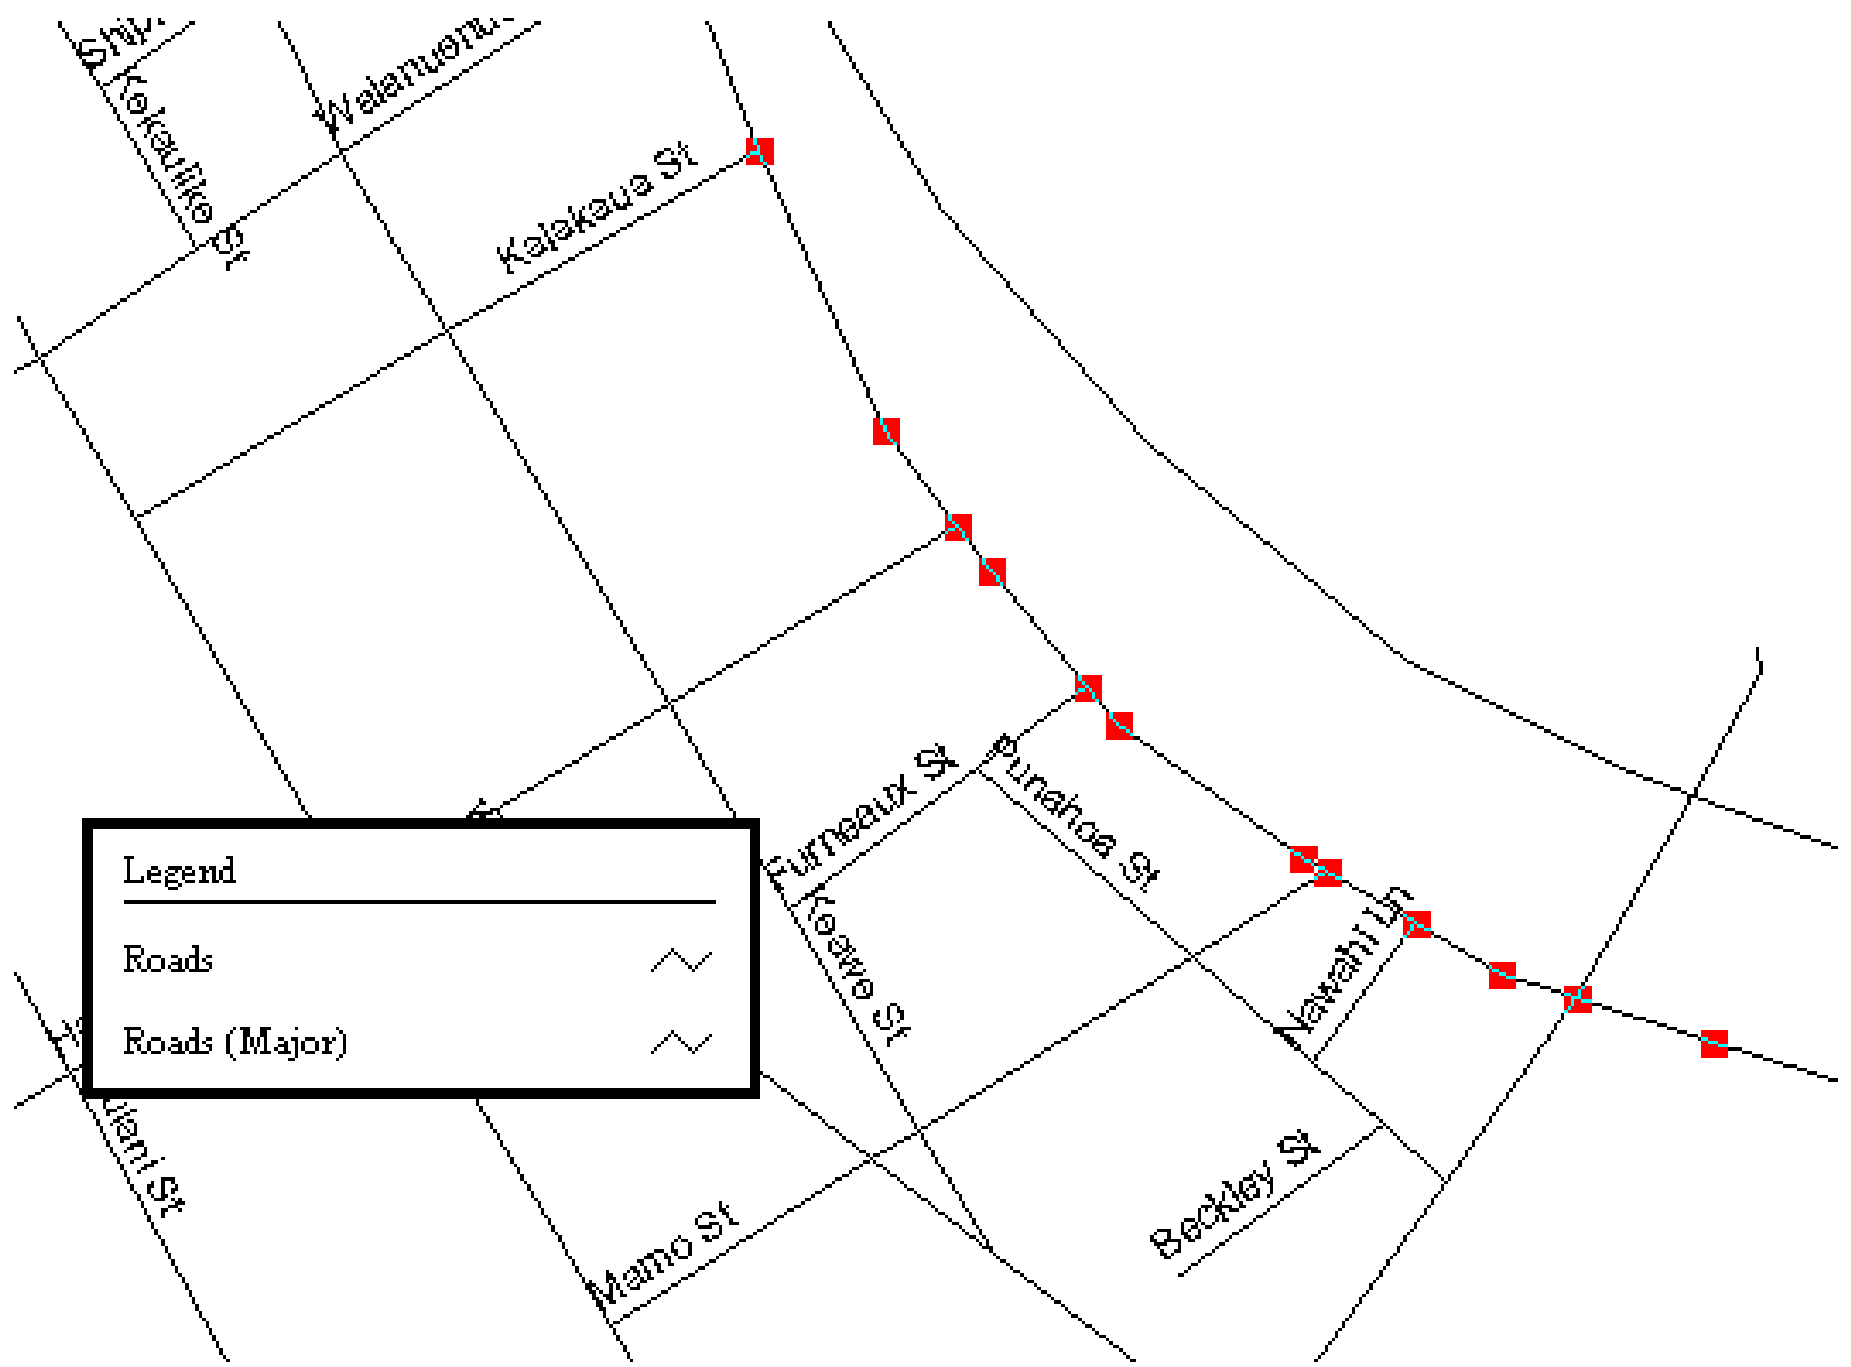 Kekaulike St
Kalakaua St
Furneaux St
Punahoa St
Keawe St
Nawahi Ln
Mamo St
Beckley St
Legend
Roads
Roads (Major)